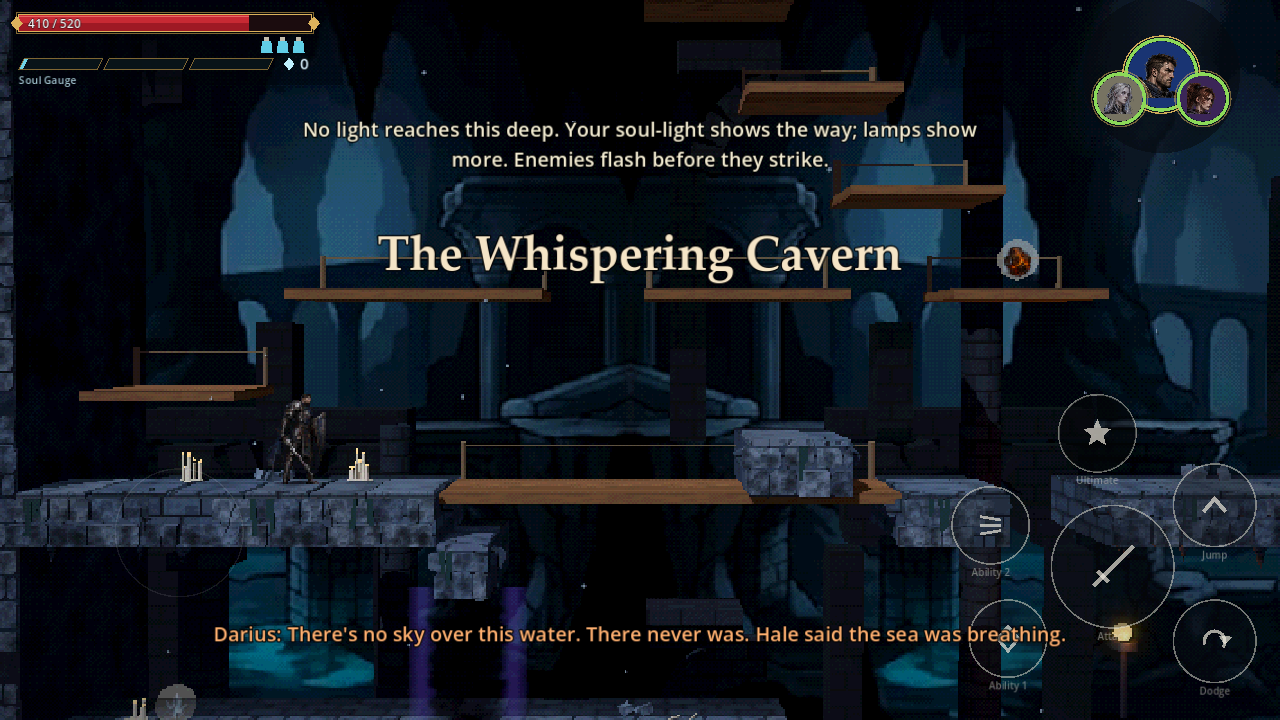 410 / 520
0
Soul Gauge
No light reaches this deep. Your soul-light shows the way; lamps show
more. Enemies flash before they strike.
The Whispering Cavern
Ultimate
Jump
Ability 2
Darius: There's no sky over this water. There never was. Hale said the sea was breathing.
Ability 1
Dodge